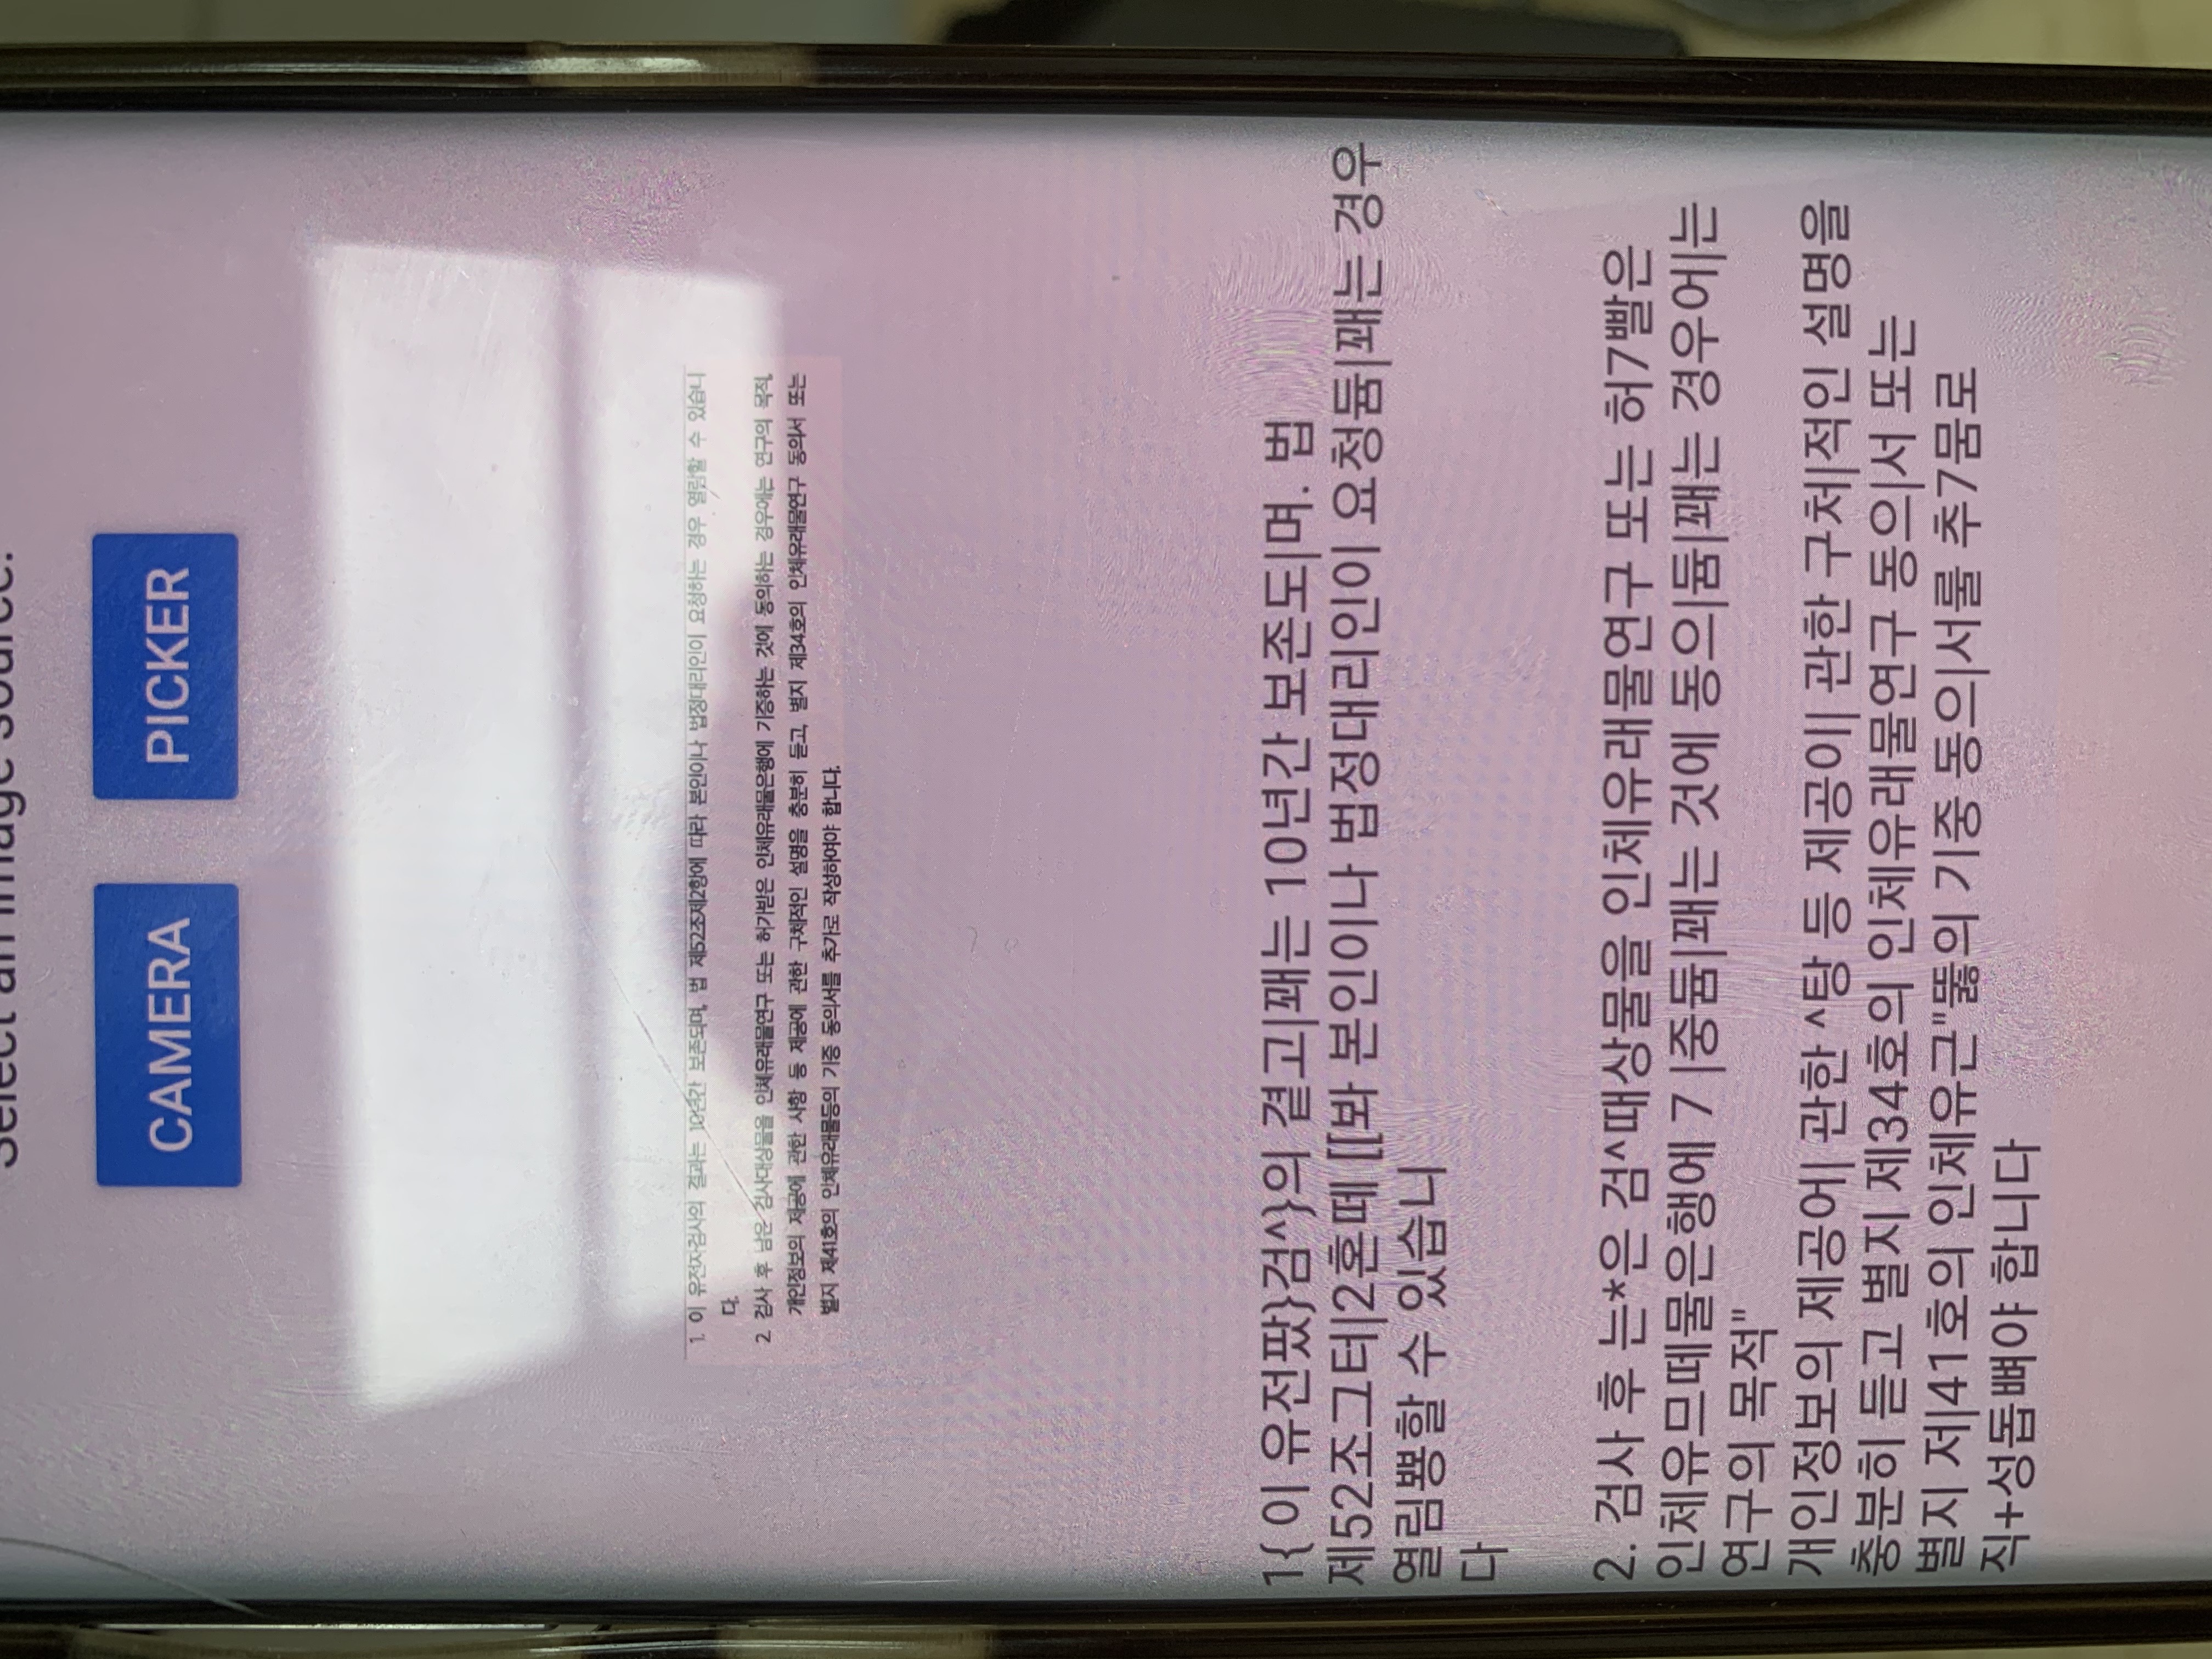 Select an image source:
CAMERA
PICKER
1. 이 유전자검사의 결과는 10년간 보존되며, 법 제52조제2항에 따라 본인이나 법정대리인이 요청하는 경우 열람할 수 있습니
다.
2. 검사 후 남은 검사대상물을 인체유래물연구 또는 허가받은 인체유래물은행에 기증하는 것에 동의하는 경우에는 연구의 목적,
개인정보의 제공에 관한 사항 등 제공에 관한 구체적인 설명을 충분히 듣고, 별지 제34호의 인체유래물연구 동의서 또는
별지 제41호의 인체유래물등의 기증 동의서를 추가로 작성하여야 합니다.
1{ 이 유전팠}검^}의 곁고|꽤는 10년간 보존도|며. 법
제52조그터|2혼떼 [[봐 본인이나 법정대리인이 요청듐|꽤는 경우
열림뿅할 수 있습니
다
2. 검사 후 는*은 검^때상물을 인체유래물연구 또는 허7빨은
인체유므떼물은행에 7 |중듐|꽤는 것에 동으|듐|꽤는 경우어|는
연구의 목적"
개인정보의 제공어| 관한 ^탕 등 제공이| 관한 구처|적인 설명을
충분히 듣고 별지 제34호의 인체유래물연구 동으|서 또는
별지 저|41호의 인체유근"뚫의 기중 동으|서룰 추7뭄로
직+성돕뼈야 합니다